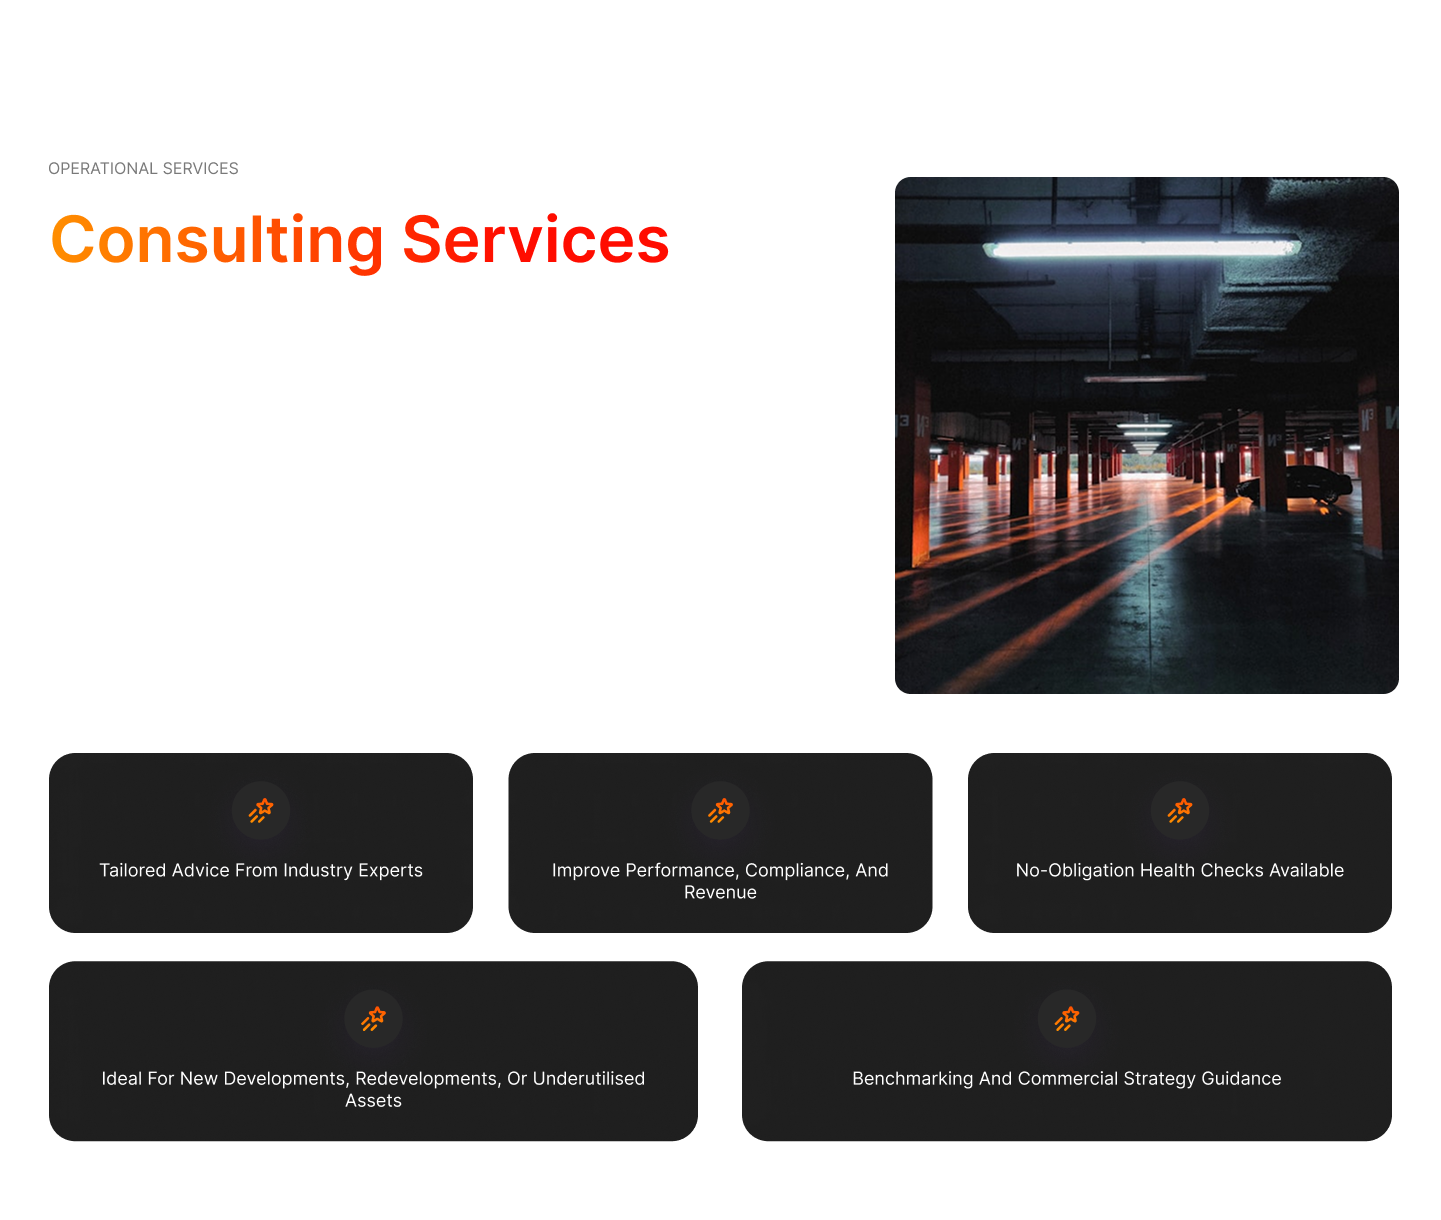 OPERATIONAL SERVICES
Consulting Services
Tailored Advice From Industry Experts
Improve Performance, Compliance, And
Revenue
No-Obligation Health Checks Available
Ideal For New Developments, Redevelopments, Or Underutilised
Assets
Benchmarking And Commercial Strategy Guidance